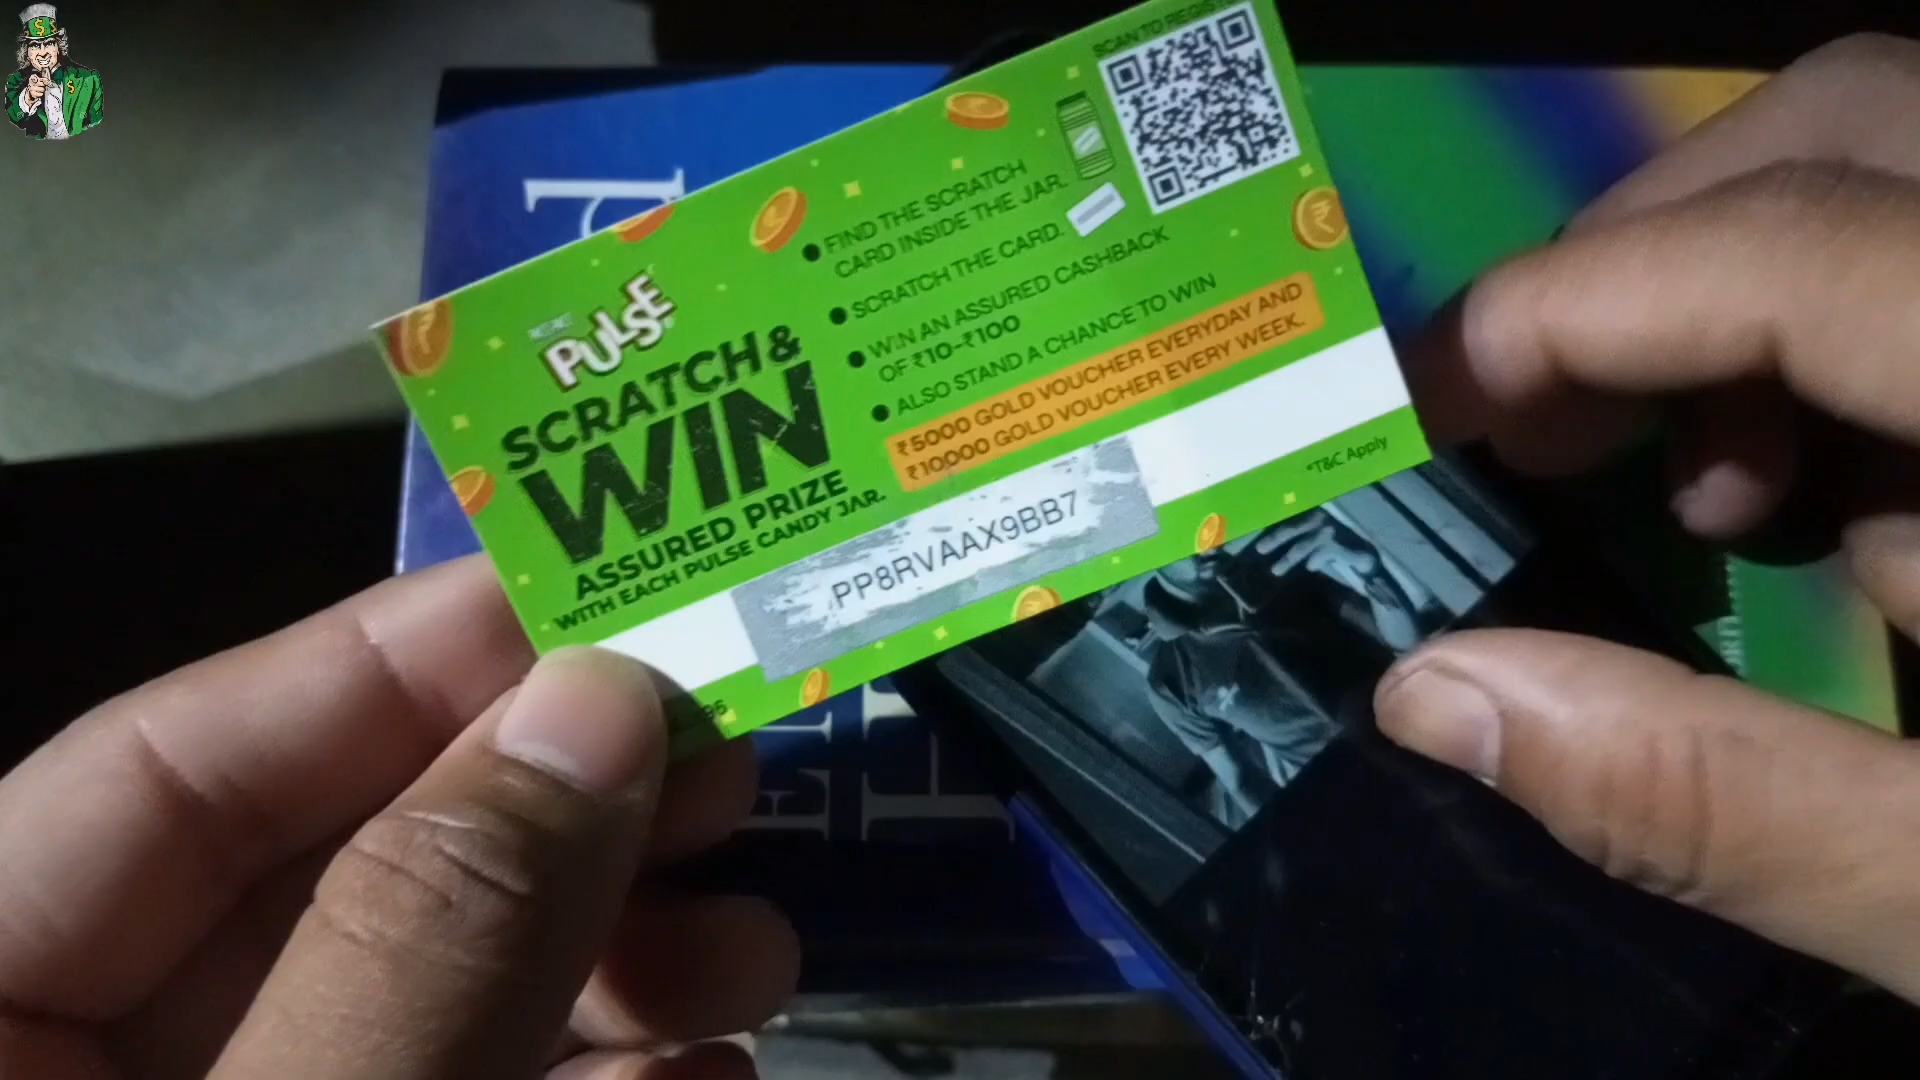 SCAN TO REGISTER
PULSE
SCRATCH &
WIN
ASSURED PRIZE
WITH EACH PULSE CANDY JAR.
● FIND THE SCRATCH
CARD INSIDE THE JAR.
● SCRATCH THE CARD.
● WIN AN ASSURED CASHBACK
OF ₹10-₹100
● ALSO STAND A CHANCE TO WIN
₹5000 GOLD VOUCHER EVERYDAY AND
₹10000 GOLD VOUCHER EVERY WEEK.
PP8RVAAX9BB7
*T&C Apply